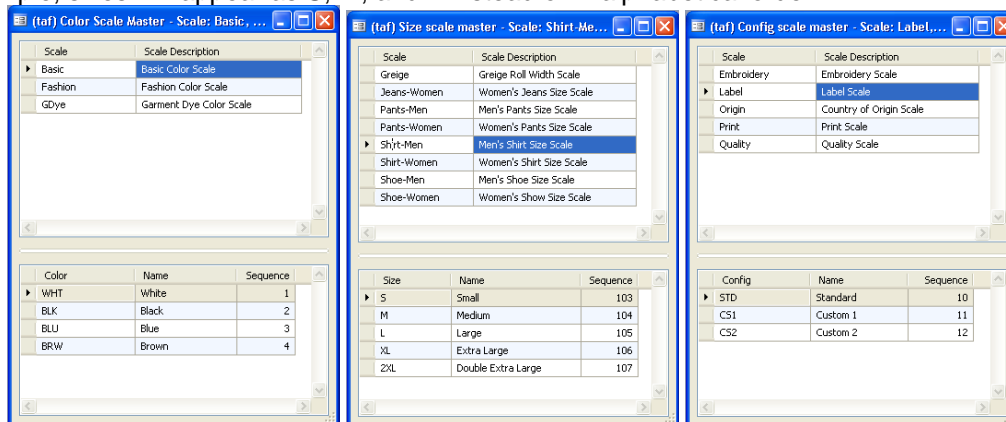 (taf) Color Scale Master - Scale: Basic, ...
Scale Scale Description
Basic Basic Color Scale
Fashion Fashion Color Scale
GDye Garment Dye Color Scale
Color Name Sequence
WHT White 1
BLK Black 2
BLU Blue 3
BRW Brown 4
(taf) Size scale master - Scale: Shirt-Me...
Scale Scale Description
Greige Greige Roll Width Scale
Jeans-Women Women's Jeans Size Scale
Pants-Men Men's Pants Size Scale
Pants-Women Women's Pants Size Scale
Shirt-Men Men's Shirt Size Scale
Shirt-Women Women's Shirt Size Scale
Shoe-Men Men's Shoe Size Scale
Shoe-Women Women's Show Size Scale
Size Name Sequence
S Small 103
M Medium 104
L Large 105
XL Extra Large 106
2XL Double Extra Large 107
(taf) Config scale master - Scale: Label,...
Scale Scale Description
Embroidery Embroidery Scale
Label Label Scale
Origin Country of Origin Scale
Print Print Scale
Quality Quality Scale
Config Name Sequence
STD Standard 10
CS1 Custom 1 11
CS2 Custom 2 12